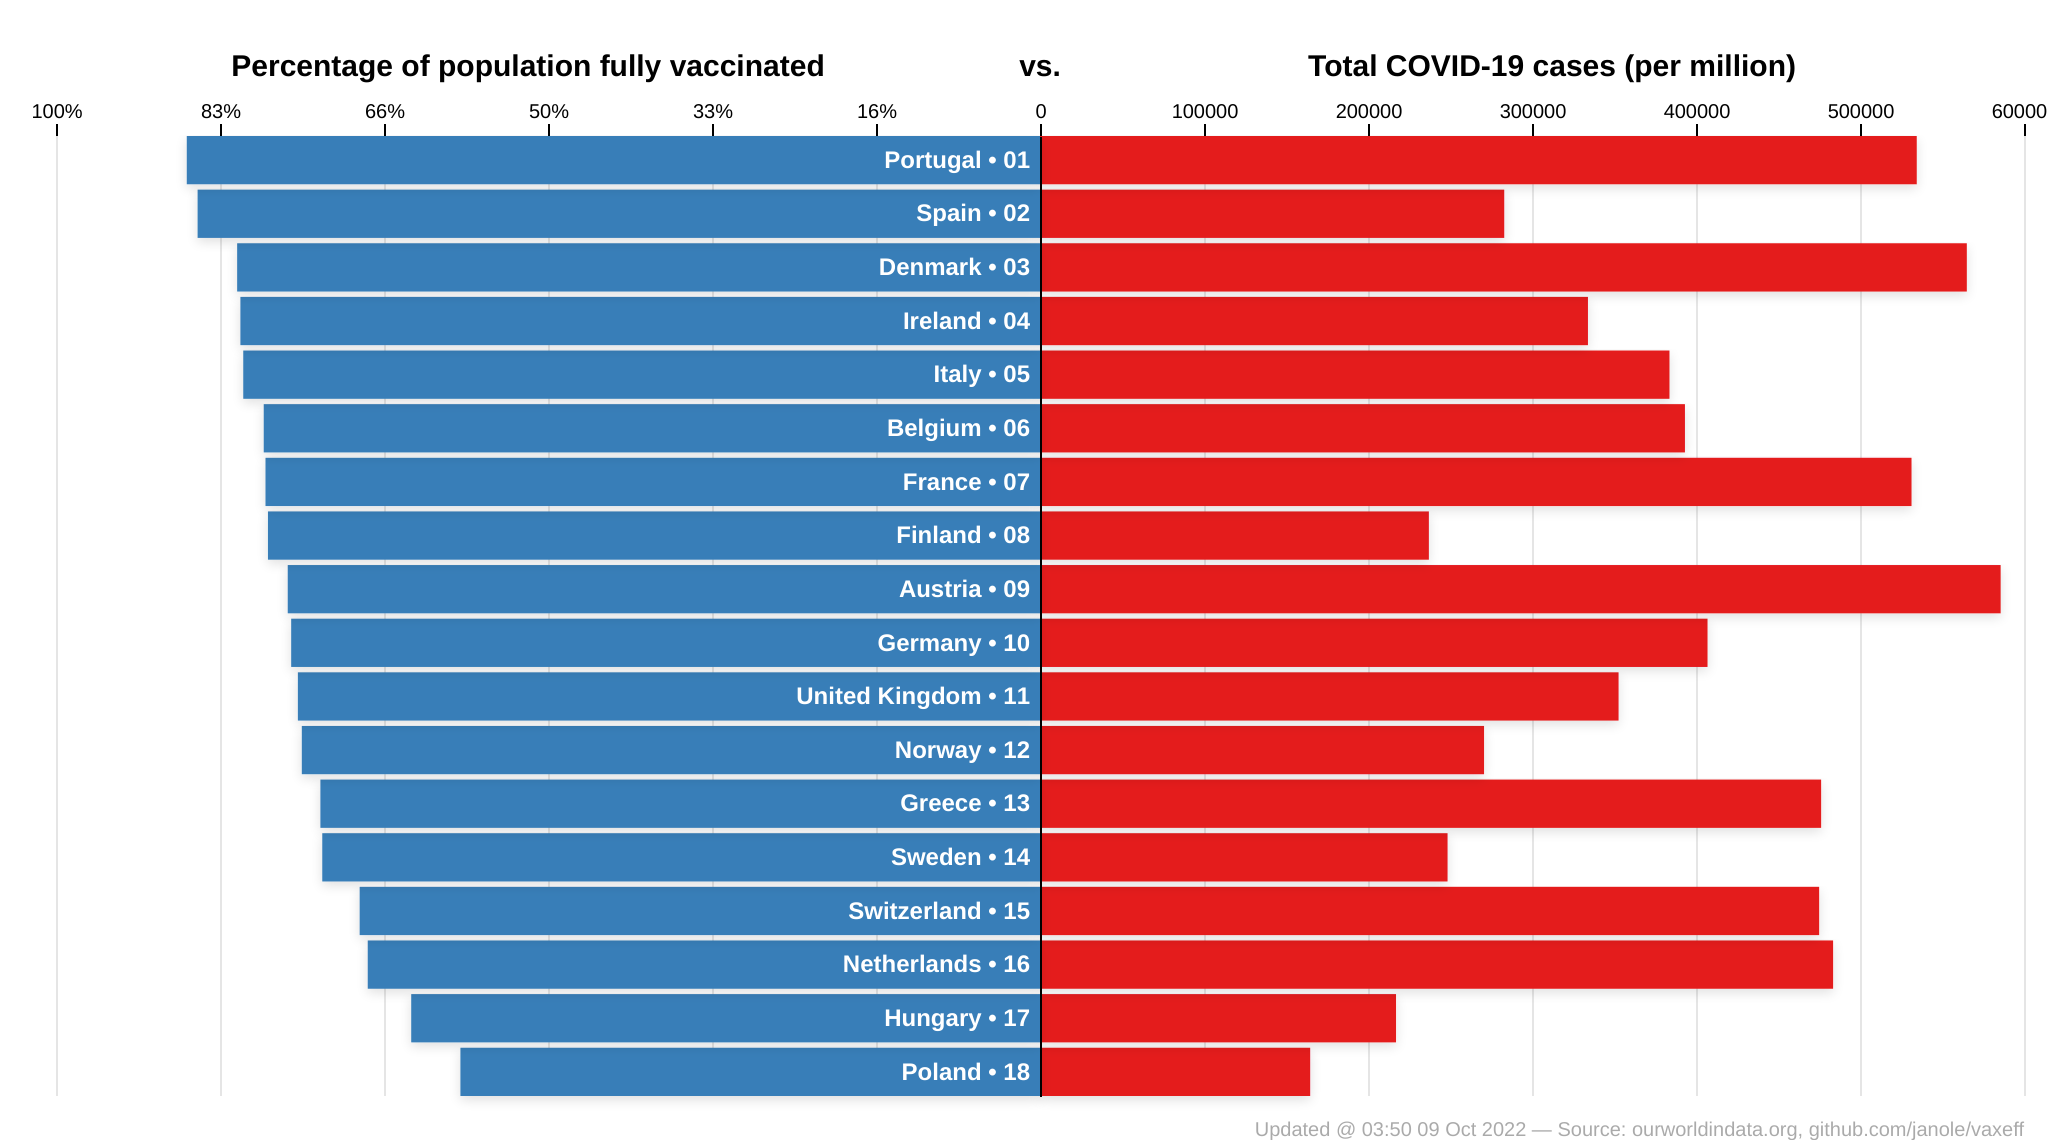 Percentage of population fully vaccinated vs. Total COVID-19 cases (per million)
100% 83% 66% 50% 33% 16% 0 100000 200000 300000 400000 500000 60000
Portugal • 01
Spain • 02
Denmark • 03
Ireland • 04
Italy • 05
Belgium • 06
France • 07
Finland • 08
Austria • 09
Germany • 10
United Kingdom • 11
Norway • 12
Greece • 13
Sweden • 14
Switzerland • 15
Netherlands • 16
Hungary • 17
Poland • 18
Updated @ 03:50 09 Oct 2022 — Source: ourworldindata.org, github.com/janole/vaxeff